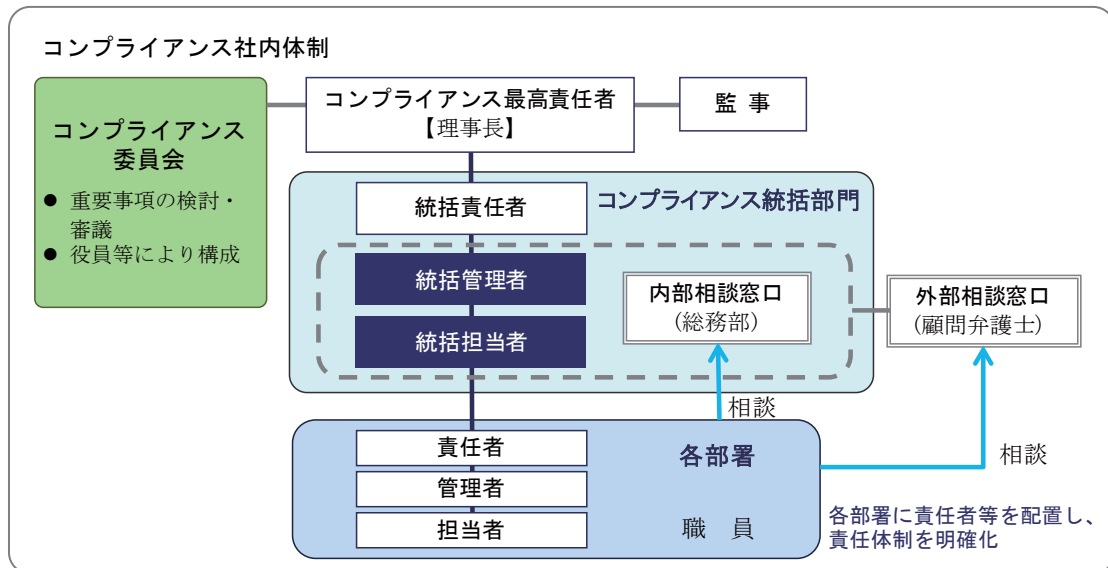 コンプライアンス社内体制
コンプライアンス
委員会
● 重要事項の検討・
審議
● 役員等により構成
コンプライアンス最高責任者
【理事長】
監 事
コンプライアンス統括部門
統括責任者
統括管理者
統括担当者
内部相談窓口
(総務部)
外部相談窓口
(顧問弁護士)
相談
相談
各部署
責任者
管理者
担当者
職 員
各部署に責任者等を配置し、
責任体制を明確化